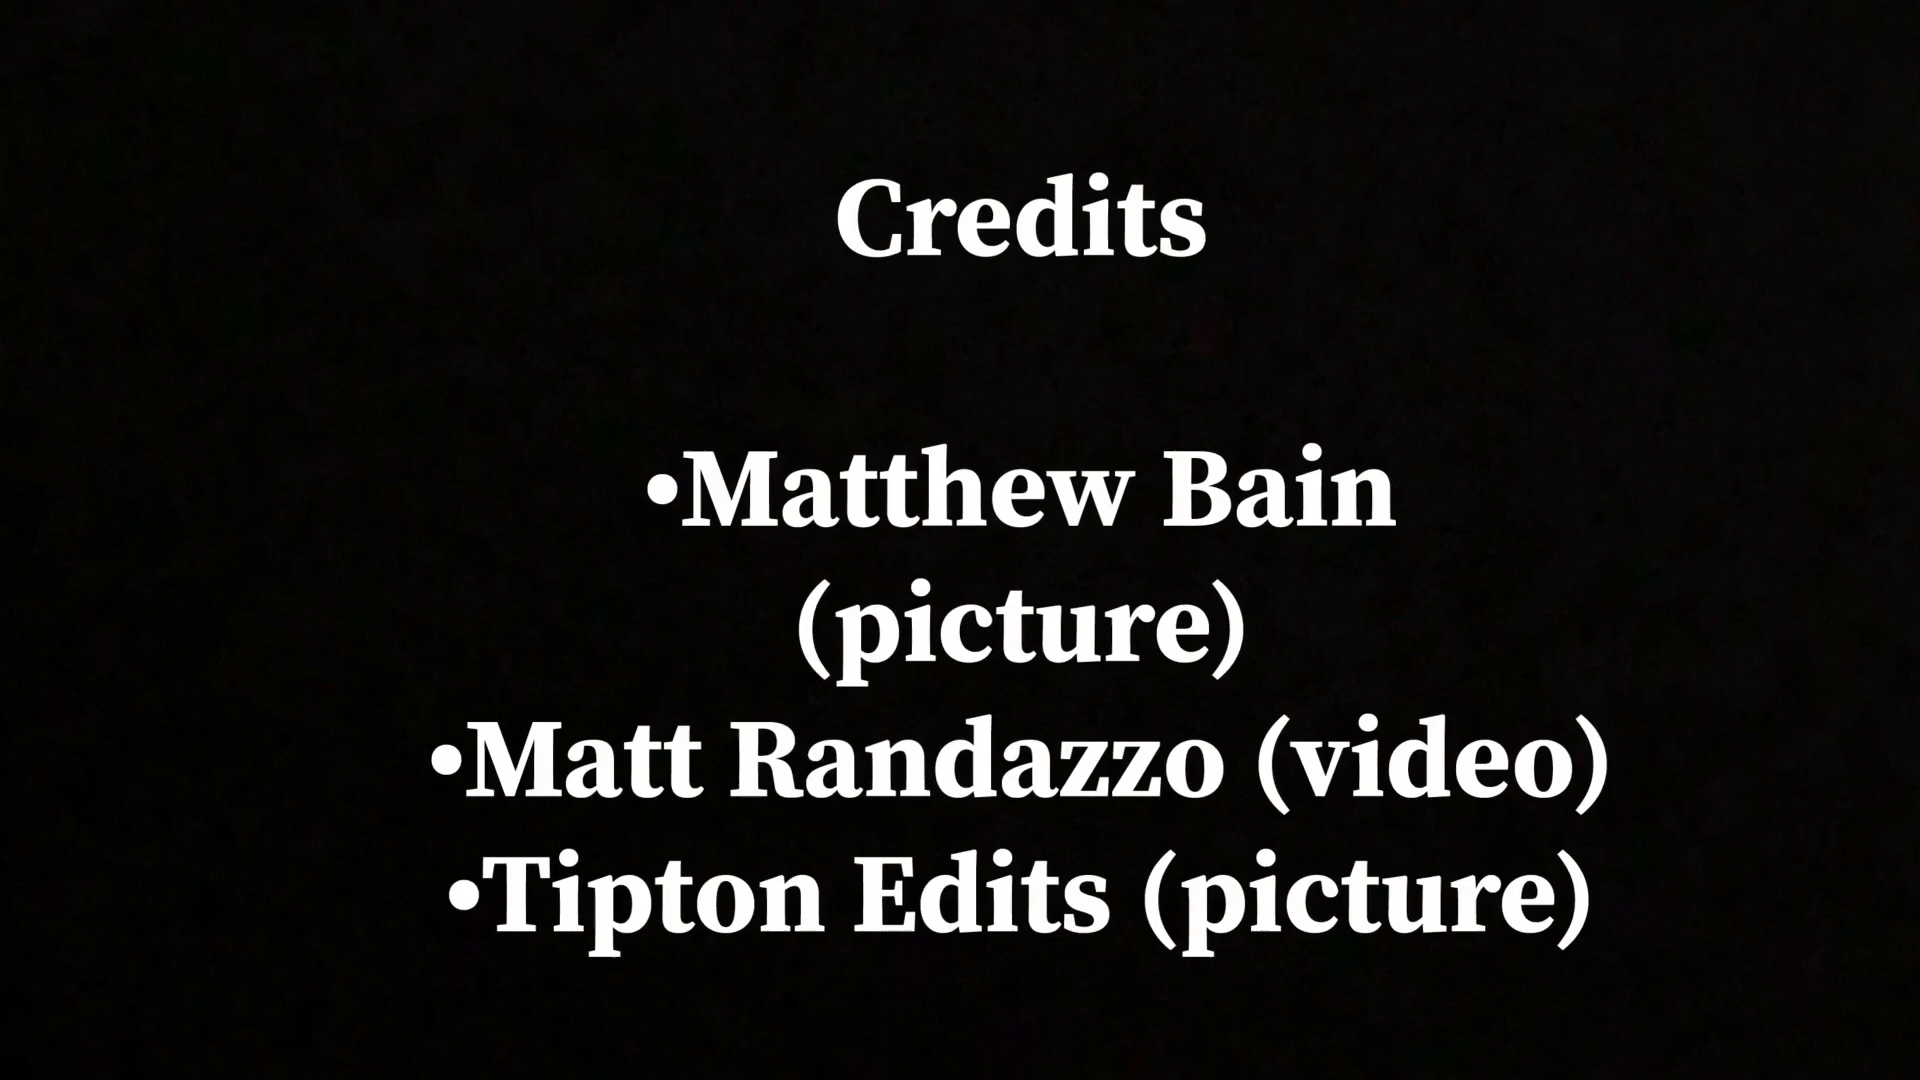 Credits
•Matthew Bain
(picture)
•Matt Randazzo (video)
•Tipton Edits (picture)